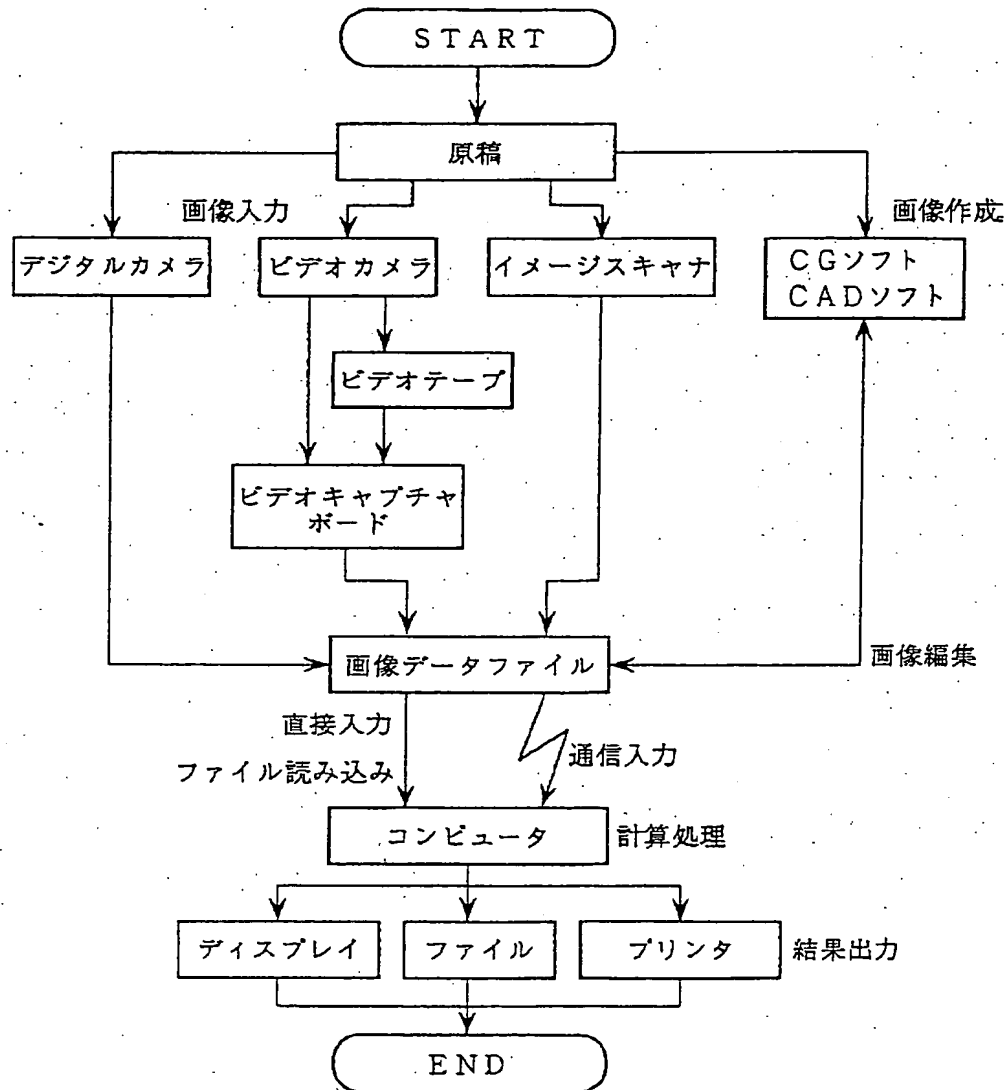 START
原稿
画像入力
画像作成
デジタルカメラ
ビデオカメラ
イメージスキャナ
CGソフト
CADソフト
ビデオテープ
ビデオキャプチャ
ボード
画像データファイル
画像編集
直接入力
通信入力
ファイル読み込み
コンピュータ
計算処理
ディスプレイ
ファイル
プリンタ
結果出力
END